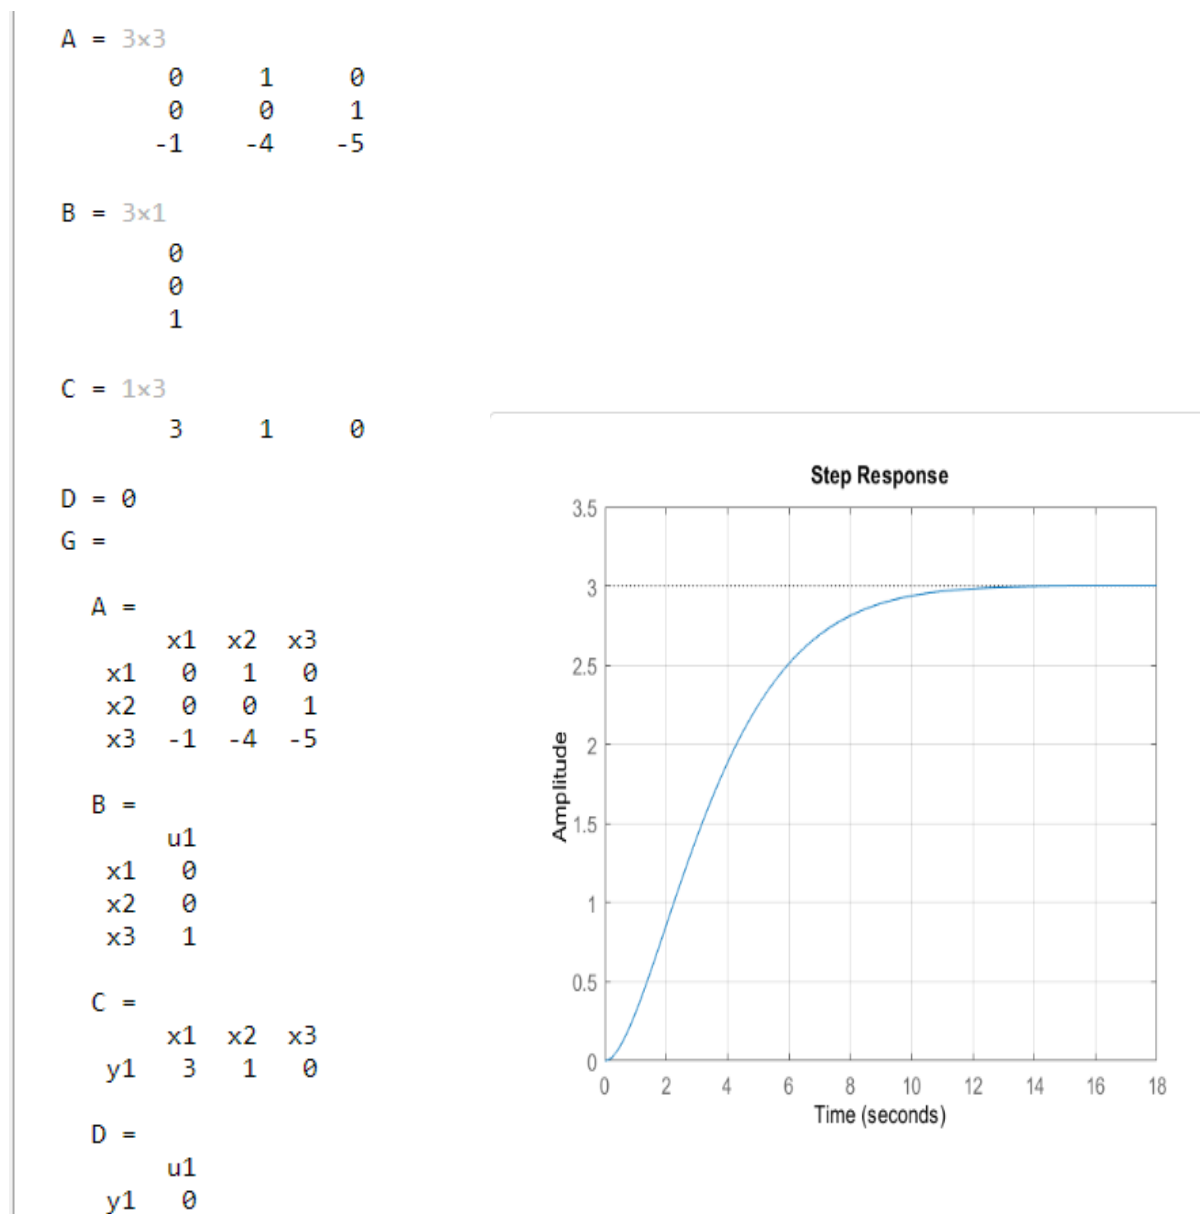 A = 3×3
0 1 0
0 0 1
-1 -4 -5
B = 3×1
0
0
1
C = 1×3
3 1 0
D = 0
G =
A =
x1 x2 x3
x1 0 1 0
x2 0 0 1
x3 -1 -4 -5
B =
u1
x1 0
x2 0
x3 1
C =
x1 x2 x3
y1 3 1 0
D =
u1
y1 0
Step Response
3.5
3
2.5
2
1.5
1
0.5
0
Amplitude
0 2 4 6 8 10 12 14 16 18
Time (seconds)